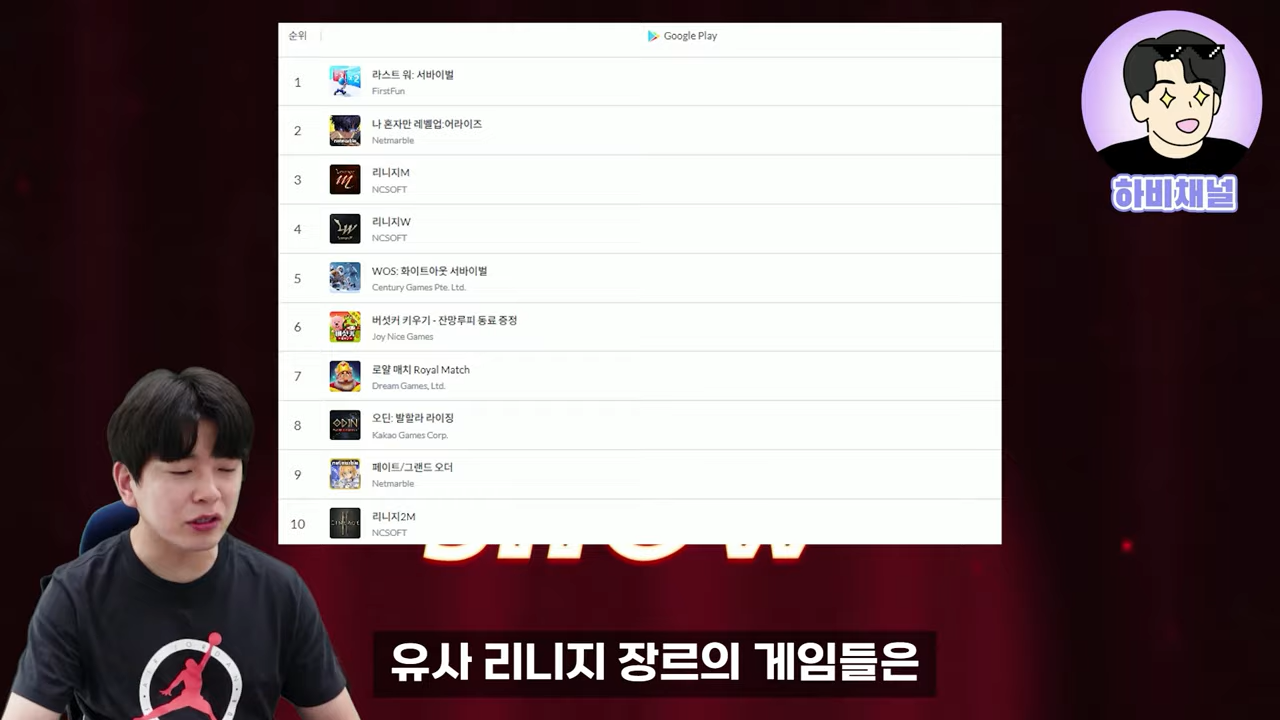 순위
Google Play
1
라스트 워: 서바이벌
FirstFun
2
나 혼자만 레벨업:어라이즈
Netmarble
3
리니지M
NCSOFT
4
리니지W
NCSOFT
5
WOS: 화이트아웃 서바이벌
Century Games Pte. Ltd.
6
버섯커 키우기 - 잔망루피 동료 증정
Joy Nice Games
7
로얄 매치 Royal Match
Dream Games, Ltd.
8
ODIN
오딘: 발할라 라이징
Kakao Games Corp.
9
페이트/그랜드 오더
Netmarble
10
리니지2M
NCSOFT
하비채널
SHOW
유사 리니지 장르의 게임들은